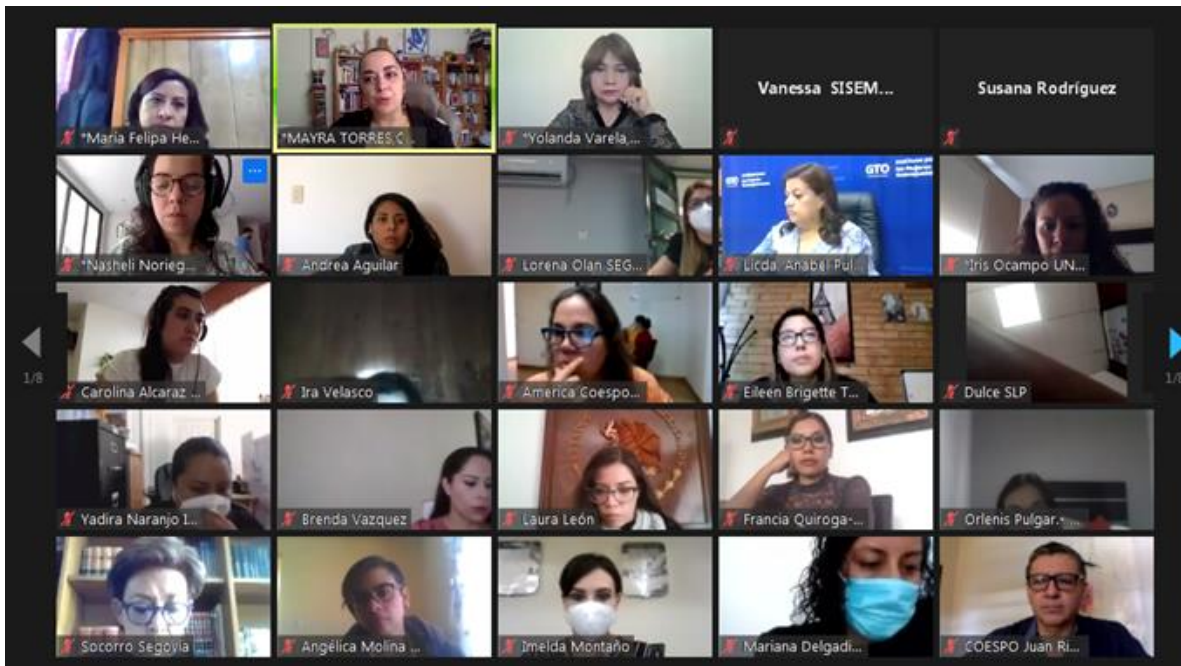 *María Felipa He...
*MAYRA TORRES C...
*Yolanda Varela,...
Vanessa SISEM...
Susana Rodríguez
*Nasheli Norieg...
Andrea Aguilar
Lorena Olan SEG...
GTO
Licda. Anabel Pul...
*Iris Ocampo UN...
Carolina Alcaraz ...
Ira Velasco
America Coespo...
Eileen Brigette T...
Dulce SLP
1/8
1/8
Yadira Naranjo I...
Brenda Vazquez
Laura León
Francia Quiroga-...
Orlenis Pulgar.- ...
Socorro Segovia
Angélica Molina ...
Imelda Montaño
Mariana Delgadi...
COESPO Juan Ri...